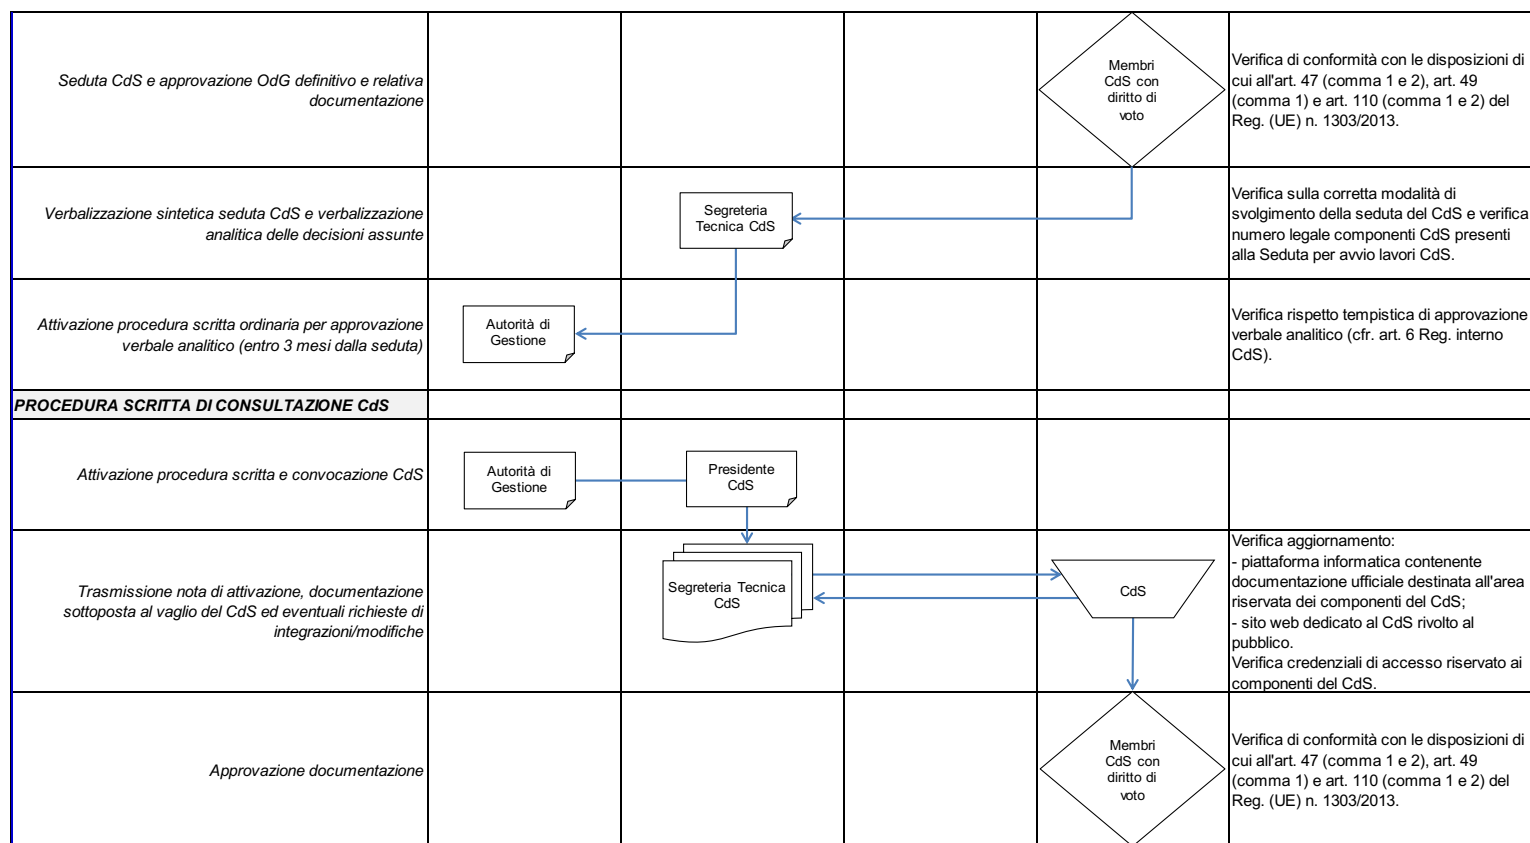 Seduta CdS e approvazione OdG definitivo e relativa
documentazione
Membri
CdS con
diritto di
voto
Verifica di conformità con le disposizioni di
cui all'art. 47 (comma 1 e 2), art. 49
(comma 1) e art. 110 (comma 1 e 2) del
Reg. (UE) n. 1303/2013.
Verbalizzazione sintetica seduta CdS e verbalizzazione
analitica delle decisioni assunte
Segreteria
Tecnica CdS
Verifica sulla corretta modalità di
svolgimento della seduta del CdS e verifica
numero legale componenti CdS presenti
alla Seduta per avvio lavori CdS.
Attivazione procedura scritta ordinaria per approvazione
verbale analitico (entro 3 mesi dalla seduta)
Autorità di
Gestione
Verifica rispetto tempistica di approvazione
verbale analitico (cfr. art. 6 Reg. interno
CdS).
PROCEDURA SCRITTA DI CONSULTAZIONE CdS
Attivazione procedura scritta e convocazione CdS
Autorità di
Gestione
Presidente
CdS
Trasmissione nota di attivazione, documentazione
sottoposta al vaglio del CdS ed eventuali richieste di
integrazioni/modifiche
Segreteria Tecnica
CdS
CdS
Verifica aggiornamento:
- piattaforma informatica contenente
documentazione ufficiale destinata all'area
riservata dei componenti del CdS;
- sito web dedicato al CdS rivolto al
pubblico.
Verifica credenziali di accesso riservato ai
componenti del CdS.
Approvazione documentazione
Membri
CdS con
diritto di
voto
Verifica di conformità con le disposizioni di
cui all'art. 47 (comma 1 e 2), art. 49
(comma 1) e art. 110 (comma 1 e 2) del
Reg. (UE) n. 1303/2013.